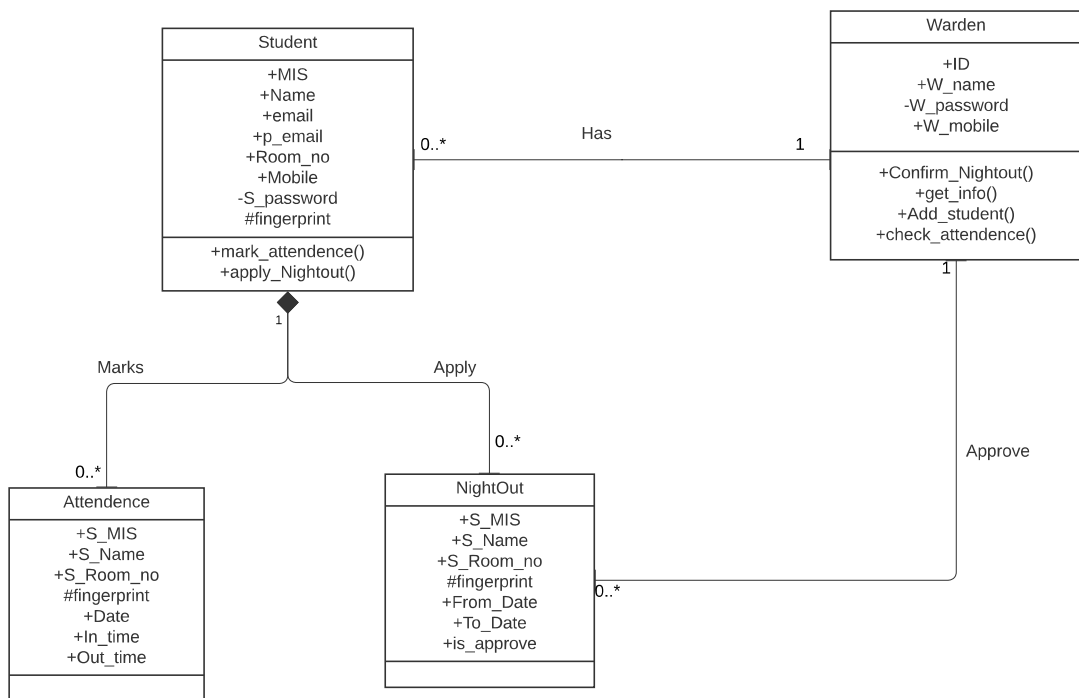 Student
+MIS
+Name
+email
+p_email
+Room_no
+Mobile
-S_password
#fingerprint
+mark_attendence()
+apply_Nightout()
0..*
Has
1
Warden
+ID
+W_name
-W_password
+W_mobile
+Confirm_Nightout()
+get_info()
+Add_student()
+check_attendence()
1
1
Marks
Apply
0..*
0..*
Approve
0..*
Attendence
+S_MIS
+S_Name
+S_Room_no
#fingerprint
+Date
+In_time
+Out_time
NightOut
+S_MIS
+S_Name
+S_Room_no
#fingerprint
+From_Date
+To_Date
+is_approve